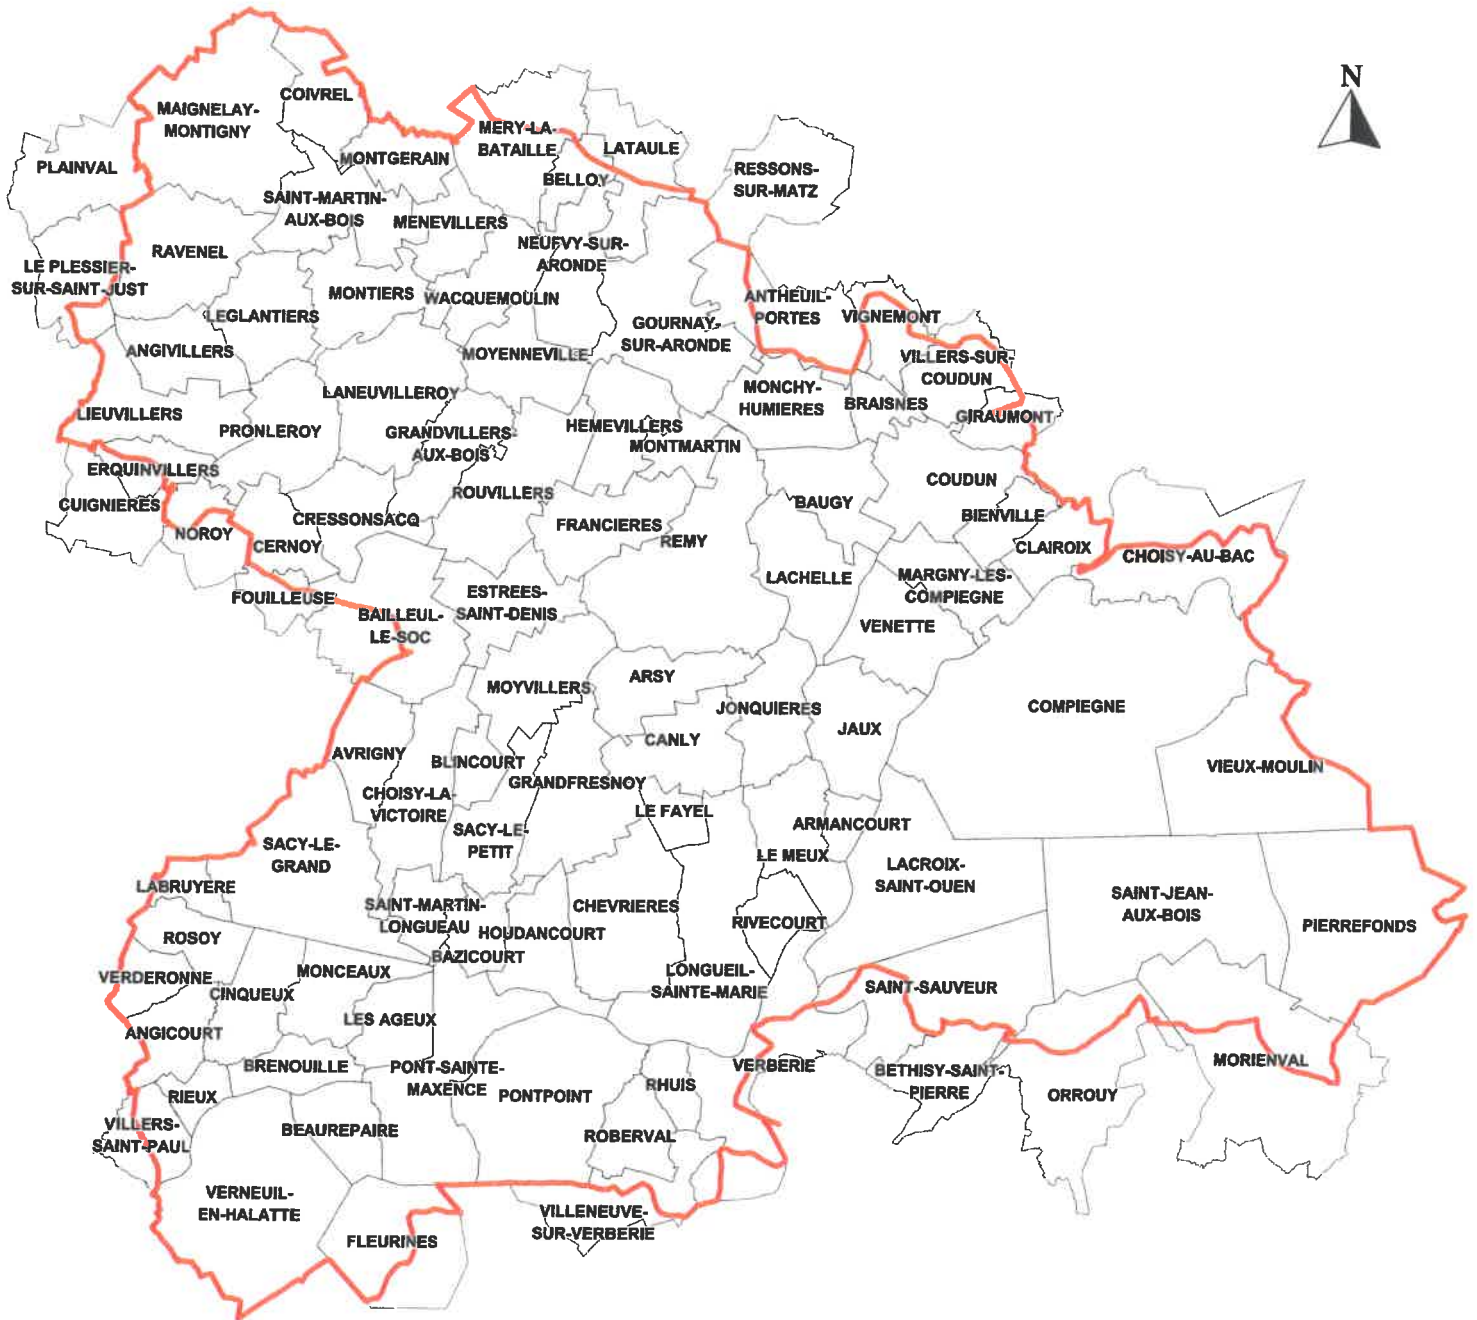 N
COIVREL
MAIGNELAY-
MONTIGNY
MERY-LA-
BATAILLE
LATAULE
MONTGERAIN
PLAINVAL
RESSONS-
SUR-MATZ
BELLOY
SAINT-MARTIN-
AUX-BOIS
MENEVILLERS
RAVENEL
NEUFVY-SUR-
ARONDE
LE PLESSIER-
SUR-SAINT-JUST
MONTIERS
WACQUEMOULIN
ANTHEUIL-
PORTES
VIGNEMONT
LEGLANTIERS
GOURNAY-
SUR-ARONDE
ANGIVILLERS
MOYENNEVILLE
VILLERS-SUR-
COUDUN
LANEUVILLEROY
MONCHY-
HUMIERES
BRAISNES
LIEUVILLERS
GIRAUMONT
PRONLEROY
GRANDVILLERS-
AUX-BOIS
HEMEVILLERS
MONTMARTIN
ERQUINVILLERS
CUIGNIERES
COUDUN
ROUVILLERS
BAUGY
BIENVILLE
CRESSONSACQ
FRANCIERES
NOROY
REMY
CERNOY
CLAIROIX
CHOISY-AU-BAC
LACHELLE
MARGNY-LES-
COMPIEGNE
FOUILLEUSE
ESTREES-
SAINT-DENIS
BAILLEUL-
LE-SOC
VENETTE
ARSY
MOYVILLERS
JONQUIERES
COMPIEGNE
JAUX
CANLY
AVRIGNY
BLINCOURT
VIEUX-MOULIN
GRANDFRESNOY
CHOISY-LA-
VICTOIRE
LE FAYEL
SACY-LE-
PETIT
ARMANCOURT
SACY-LE-
GRAND
LE MEUX
LACROIX-
SAINT-OUEN
LABRUYERE
SAINT-JEAN-
AUX-BOIS
SAINT-MARTIN-
LONGUEAU
CHEVRIERES
RIVECOURT
PIERREFONDS
HOUDANCOURT
ROSOY
BAZICOURT
VERDERONNE
MONCEAUX
LONGUEIL-
SAINTE-MARIE
SAINT-SAUVEUR
CINQUEUX
LES AGEUX
ANGICOURT
MORIENVAL
BRENOUILLE
PONT-SAINTE-
MAXENCE
VERBERIE
BETHISY-SAINT-
PIERRE
RHUIS
PONTPOINT
ORROUY
RIEUX
VILLERS-
SAINT-PAUL
BEAUREPAIRE
ROBERVAL
VERNEUIL-
EN-HALATTE
VILLENEUVE-
SUR-VERBERIE
FLEURINES